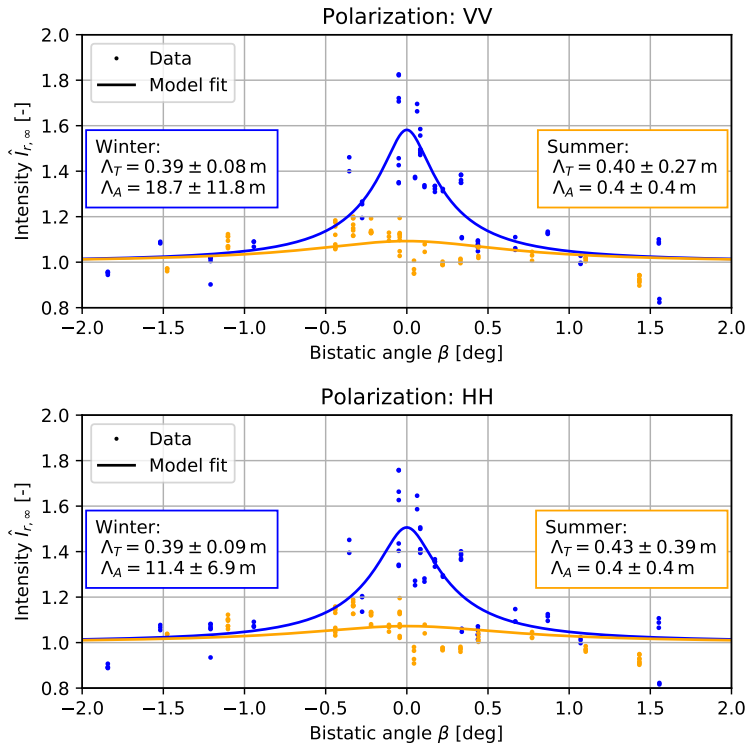 Polarization: VV
2.0
1.8
1.6
1.4
1.2
1.0
0.8
Intensity Î_{r,∞} [-]
Data
Model fit
Winter:
Λ_T = 0.39 ± 0.08 m
Λ_A = 18.7 ± 11.8 m
Summer:
Λ_T = 0.40 ± 0.27 m
Λ_A = 0.4 ± 0.4 m
−2.0 −1.5 −1.0 −0.5 0.0 0.5 1.0 1.5 2.0
Bistatic angle β [deg]
Polarization: HH
2.0
1.8
1.6
1.4
1.2
1.0
0.8
Intensity Î_{r,∞} [-]
Data
Model fit
Winter:
Λ_T = 0.39 ± 0.09 m
Λ_A = 11.4 ± 6.9 m
Summer:
Λ_T = 0.43 ± 0.39 m
Λ_A = 0.4 ± 0.4 m
−2.0 −1.5 −1.0 −0.5 0.0 0.5 1.0 1.5 2.0
Bistatic angle β [deg]